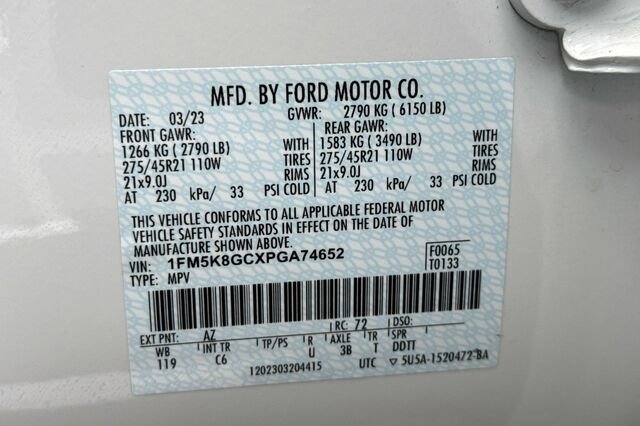 MFD. BY FORD MOTOR CO.
DATE: 03/23 GVWR: 2790 KG ( 6150 LB)
FRONT GAWR: REAR GAWR:
1266 KG ( 2790 LB) WITH 1583 KG ( 3490 LB) WITH
275/45R21 110W TIRES 275/45R21 110W TIRES
21x9.0J RIMS 21x9.0J RIMS
AT 230 kPa/ 33 PSI COLD AT 230 kPa/ 33 PSI COLD
THIS VEHICLE CONFORMS TO ALL APPLICABLE FEDERAL MOTOR
VEHICLE SAFETY STANDARDS IN EFFECT ON THE DATE OF
MANUFACTURE SHOWN ABOVE.
VIN: 1FM5K8GCXPGA74652 F0065
TYPE: MPV T0133
EXT PNT: AZ RC: 72 DSO:
WB INT TR TP/PS R AXLE TR SPR
119 C6 U 3B T DDTT
1202303204415 UTC ▽ 5U5A-1520472-BA